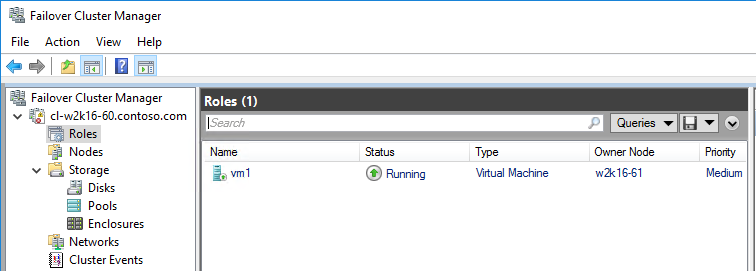 Failover Cluster Manager
File Action View Help
Failover Cluster Manager
cl-w2k16-60.contoso.com
Roles
Nodes
Storage
Disks
Pools
Enclosures
Networks
Cluster Events
Roles (1)
Search Queries
Name Status Type Owner Node Priority
vm1 Running Virtual Machine w2k16-61 Medium